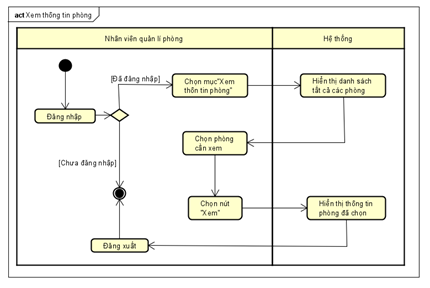 act Xem thông tin phòng
Nhân viên quản lí phòng
Hệ thống
[Đã đăng nhập]
Chọn mục"Xem
thôn tin phòng"
Hiển thị danh sách
tất cả các phòng
Đăng nhập
Chọn phòng
cần xem
[Chưa đăng nhập]
Chọn nút
"Xem"
Hiển thị thông tin
phòng đã chọn
Đăng xuất